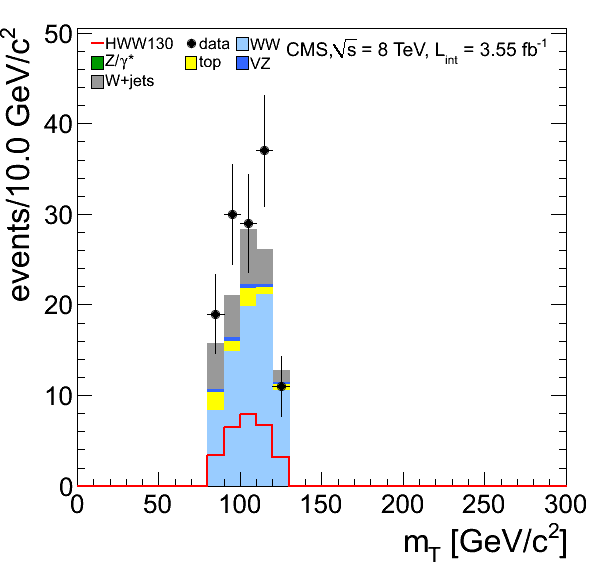 HWW130 data WW CMS,√s = 8 TeV, L_int = 3.55 fb⁻¹
Z/γ* top VZ
W+jets
events/10.0 GeV/c²
50
40
30
20
10
0
0 50 100 150 200 250 300
m_T [GeV/c²]